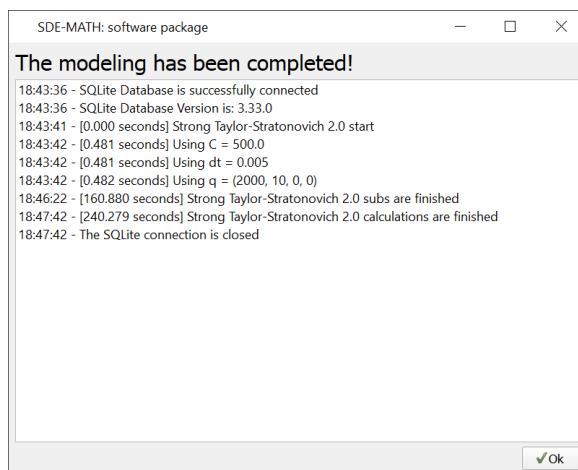 SDE-MATH: software package
The modeling has been completed!
18:43:36 - SQLite Database is successfully connected
18:43:36 - SQLite Database Version is: 3.33.0
18:43:41 - [0.000 seconds] Strong Taylor-Stratonovich 2.0 start
18:43:42 - [0.481 seconds] Using C = 500.0
18:43:42 - [0.481 seconds] Using dt = 0.005
18:43:42 - [0.482 seconds] Using q = (2000, 10, 0, 0)
18:46:22 - [160.880 seconds] Strong Taylor-Stratonovich 2.0 subs are finished
18:47:42 - [240.279 seconds] Strong Taylor-Stratonovich 2.0 calculations are finished
18:47:42 - The SQLite connection is closed
Ok